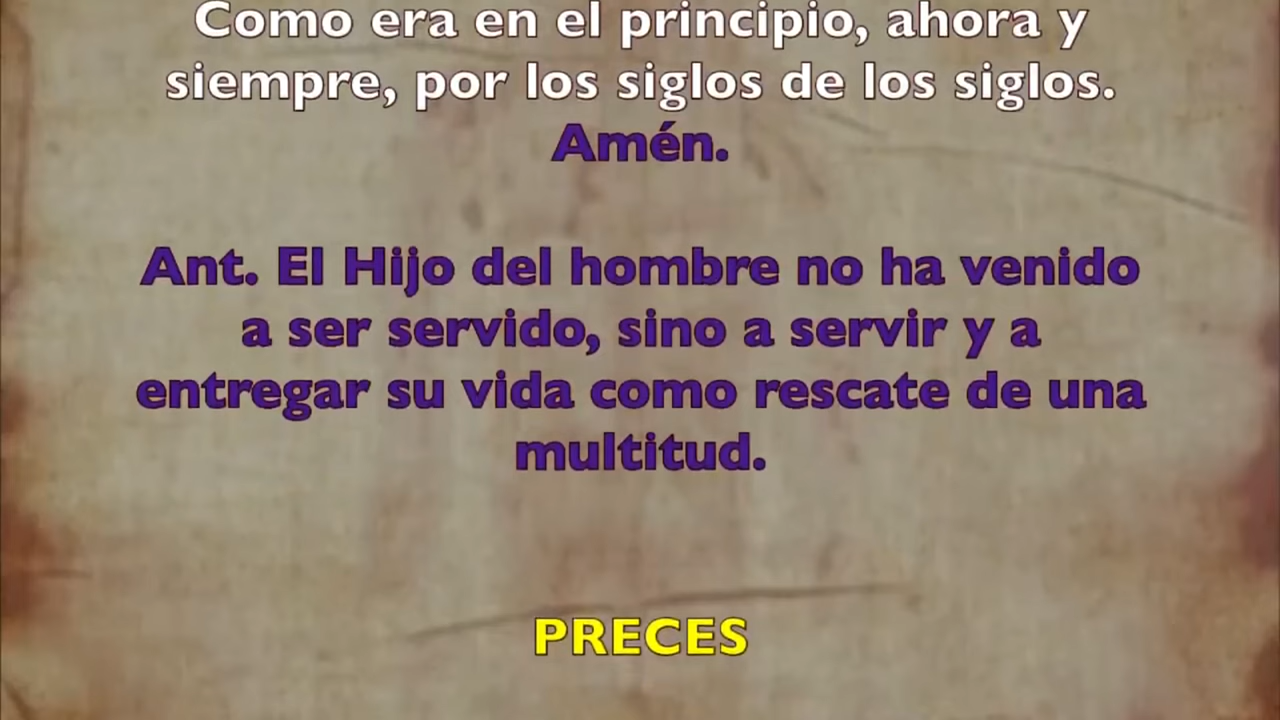 Como era en el principio, ahora y
siempre, por los siglos de los siglos.
Amén.
Ant. El Hijo del hombre no ha venido
a ser servido, sino a servir y a
entregar su vida como rescate de una
multitud.
PRECES